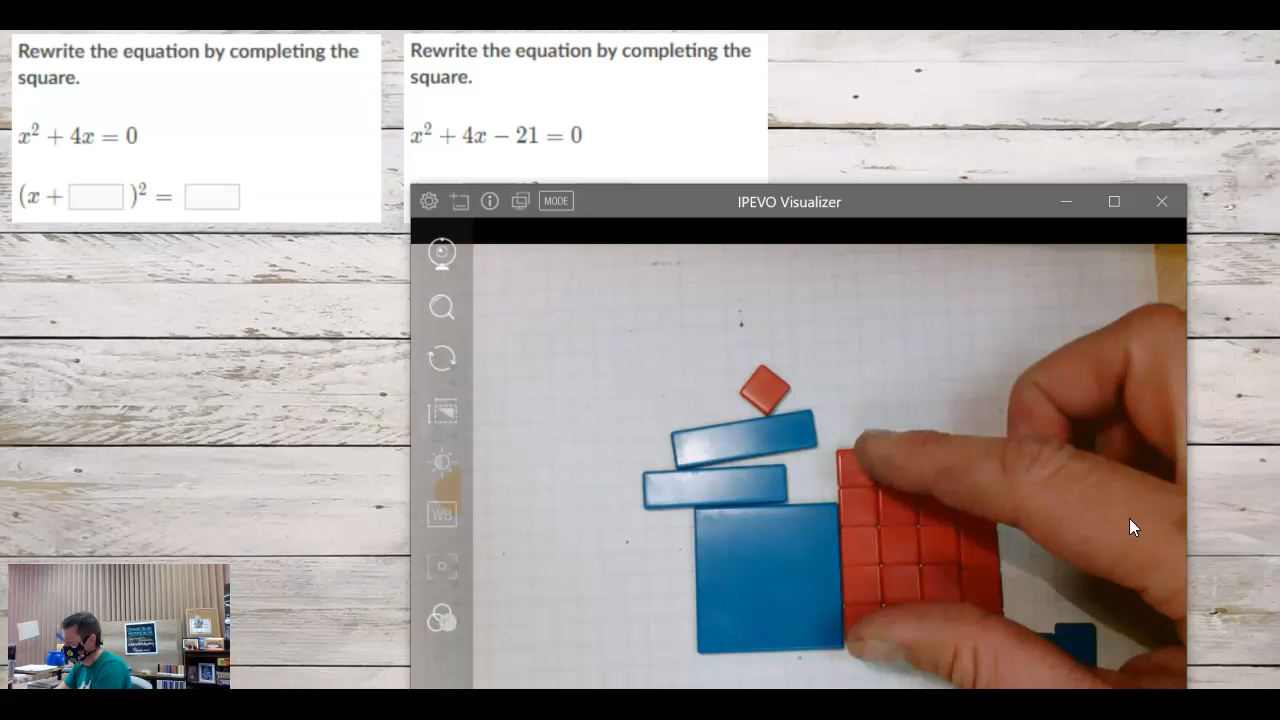 Rewrite the equation by completing the
square.
x² + 4x = 0
(x + )² =
Rewrite the equation by completing the
square.
x² + 4x − 21 = 0
MODE
IPEVO Visualizer
WB